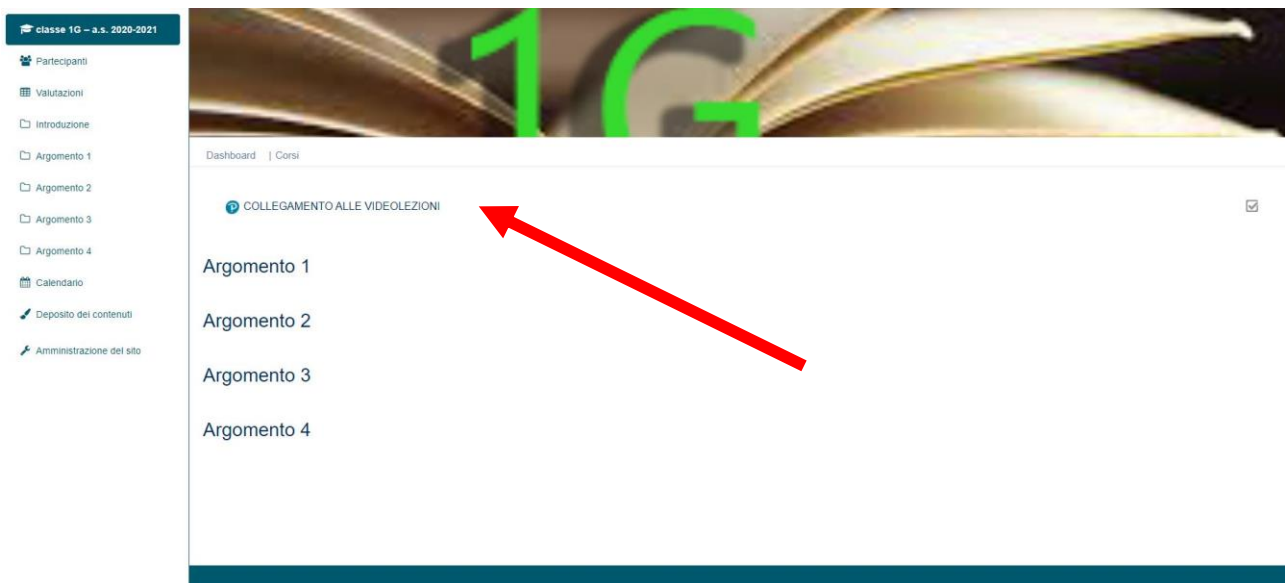 classe 1G – a.s. 2020-2021
Partecipanti
Valutazioni
Introduzione
Argomento 1
Argomento 2
Argomento 3
Argomento 4
Calendario
Deposito dei contenuti
Amministrazione del sito
1G
Dashboard | Corsi
COLLEGAMENTO ALLE VIDEOLEZIONI
Argomento 1
Argomento 2
Argomento 3
Argomento 4